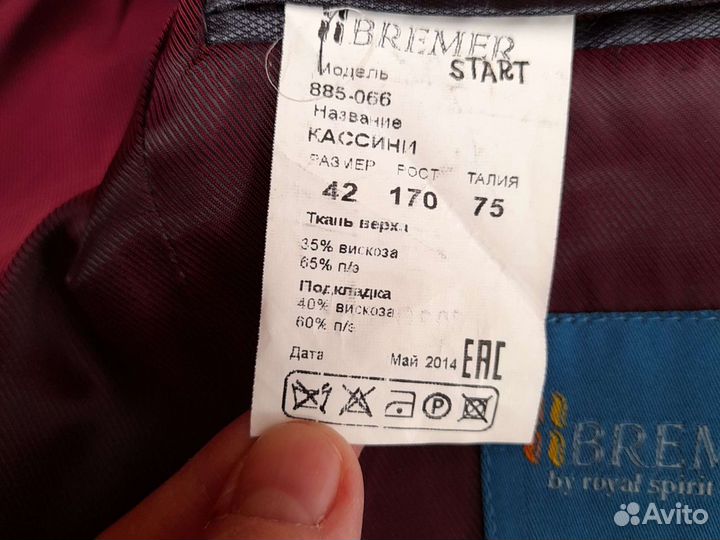 BREMER
START
Модель
885-066
Название
КАССИНИ
РАЗМЕР РОСТ ТАЛИЯ
42 170 75
Ткань верха
35% вискоза
65% п/э
Подкладка
40% вискоза
60% п/э
Дата Май 2014 EAC
P
BREM
by royal spirit
Avito